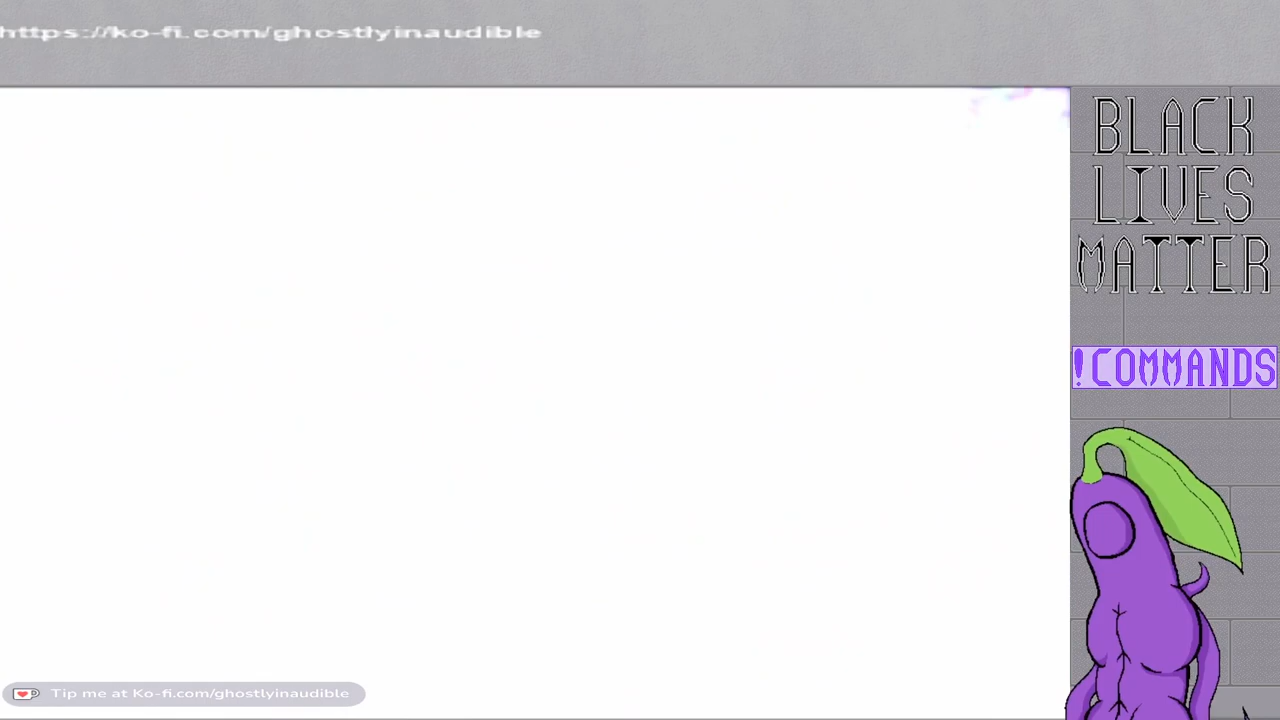 https://ko-fi.com/ghostlyinaudible
BLACK
LIVES
MATTER
!COMMANDS
Tip me at Ko-fi.com/ghostlyinaudible